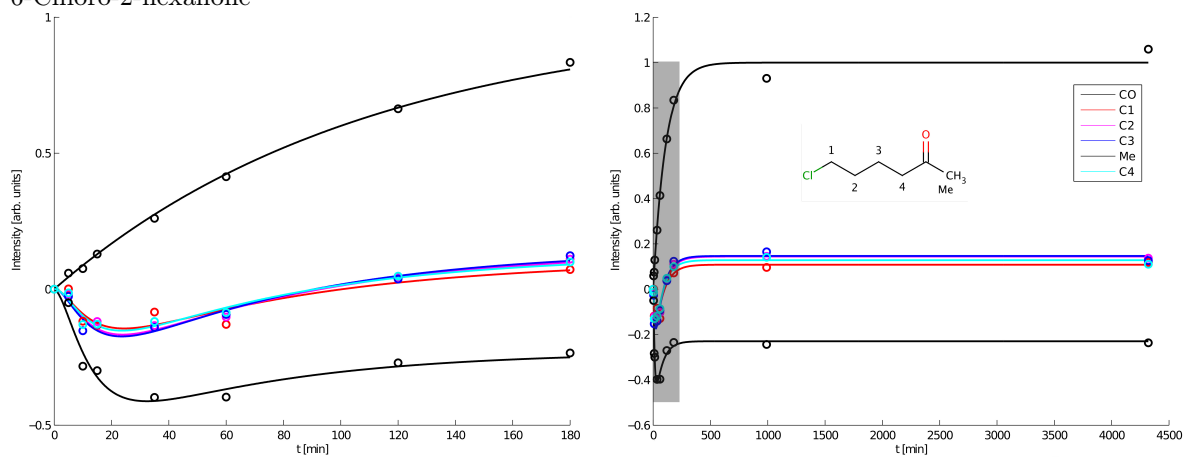 6-Chloro-2-hexanone
1
0.5
0
−0.5
Intensity [arb. units]
0 20 40 60 80 100 120 140 160 180
t [min]
1.2
1
0.8
0.6
0.4
0.2
0
−0.2
−0.4
−0.6
Intensity [arb. units]
0 500 1000 1500 2000 2500 3000 3500 4000 4500
t [min]
CO
C1
C2
C3
Me
C4
O
1 3
Cl CH3
2 4 Me